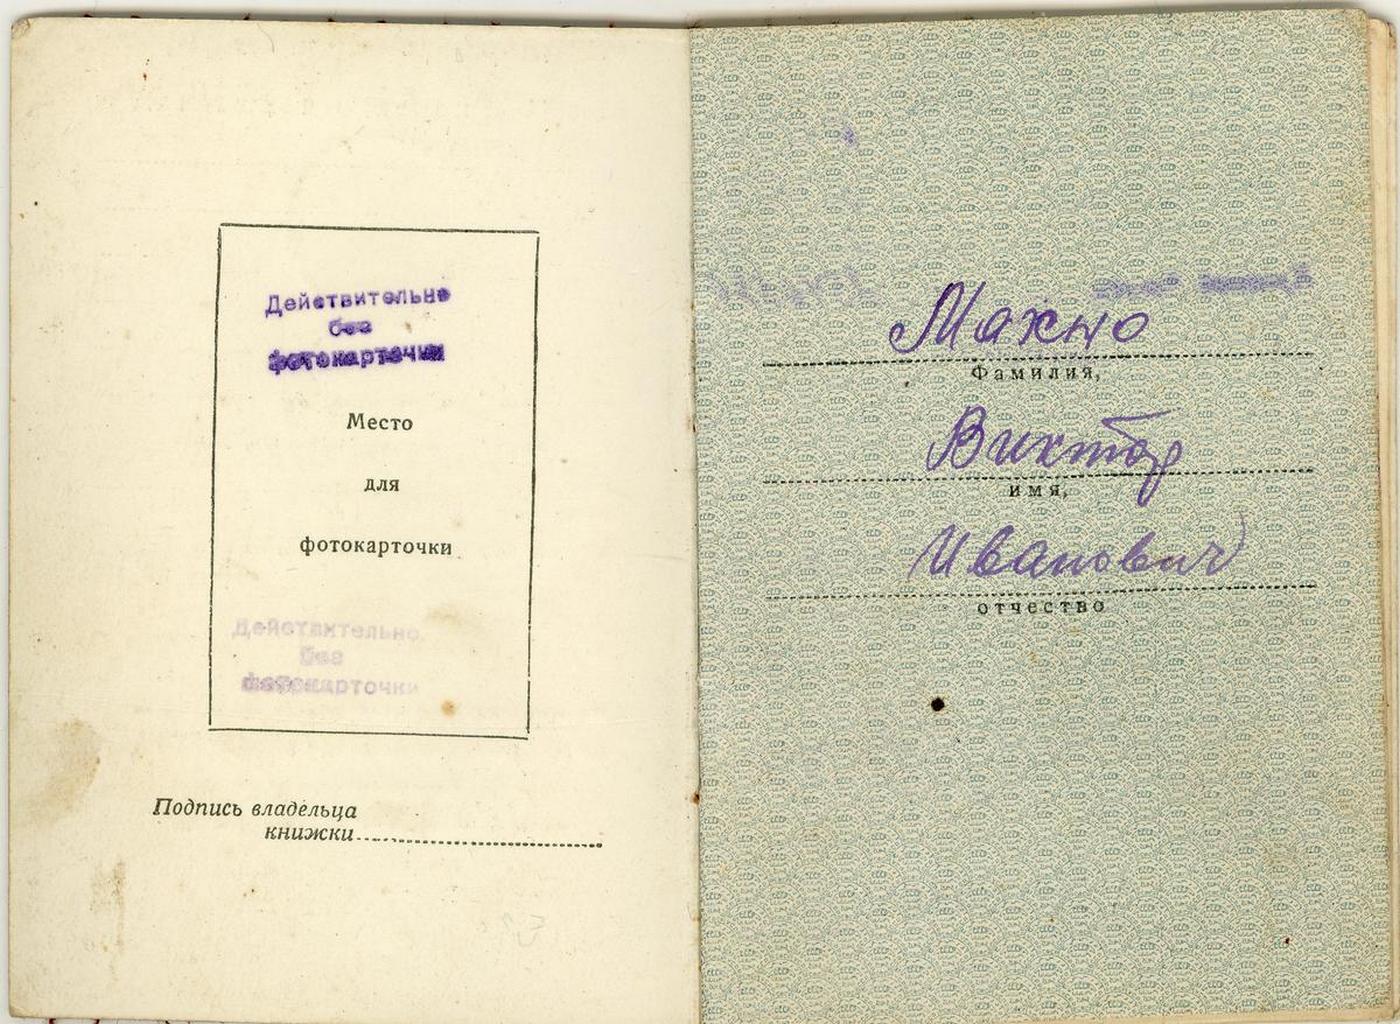 Действительно
без
фотокарточки
Место
для
фотокарточки
Действительно
без
фотокарточки
Подпись владельца
книжки
Махно
Фамилия,
Виктор
имя,
Иванович
отчество